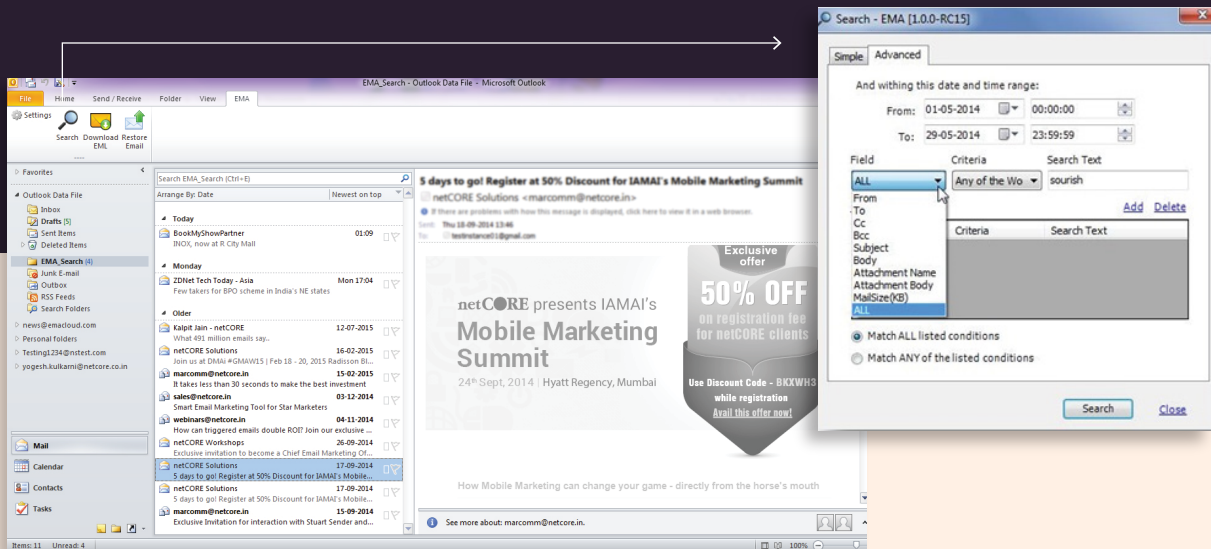 EMA_Search - Outlook Data File - Microsoft Outlook
File Home Send / Receive Folder View EMA
Settings
Search Download EML Restore Email
Favorites
Outlook Data File
Inbox
Drafts [5]
Sent Items
Deleted Items
EMA_Search (4)
Junk E-mail
Outbox
RSS Feeds
Search Folders
news@emacloud.com
Personal folders
Testing1234@nstest.com
yogesh.kulkarni@netcore.co.in
Mail
Calendar
Contacts
Tasks
Items: 11 Unread: 4
Search EMA_Search (Ctrl+E)
Arrange By: Date Newest on top
Today
BookMyShowPartner 01:09
INOX, now at R City Mall
Monday
ZDNet Tech Today - Asia Mon 17:04
Few takers for BPO scheme in India's NE states
Older
Kalpit Jain - netCORE 12-07-2015
What 491 million emails say..
netCORE Solutions 16-02-2015
Join us at DMAi #GMAW15 | Feb 18 - 20, 2015 Radisson Bl...
marcomm@netcore.in 15-02-2015
It takes less than 30 seconds to make the best investment
sales@netcore.in 03-12-2014
Smart Email Marketing Tool for Star Marketers
webinars@netcore.in 04-11-2014
How can triggered emails double ROI? Join our exclusive ...
netCORE Workshops 26-09-2014
Exclusive invitation to become a Chief Email Marketing Of...
netCORE Solutions 17-09-2014
5 days to go! Register at 50% Discount for IAMAI's Mobile...
netCORE Solutions 17-09-2014
5 days to go! Register at 50% Discount for IAMAI's Mobile...
marcomm@netcore.in 15-09-2014
Exclusive Invitation for interaction with Stuart Sender and...
5 days to go! Register at 50% Discount for IAMAI's Mobile Marketing Summit
netCORE Solutions <marcomm@netcore.in>
If there are problems with how this message is displayed, click here to view it in a web browser.
Sent: Thu 18-09-2014 13:46
To: testinstance01@gmail.com
netCORE presents IAMAI's
Mobile Marketing
Summit
24th Sept, 2014 | Hyatt Regency, Mumbai
Exclusive
offer
50% OFF
on registration fee
for netCORE clients
Use Discount Code - BKXWH3
while registration
Avail this offer now!
How Mobile Marketing can change your game - directly from the horse's mouth
See more about: marcomm@netcore.in.
100%
Search - EMA [1.0.0-RC15]
Simple Advanced
And withing this date and time range:
From: 01-05-2014 00:00:00
To: 29-05-2014 23:59:59
Field Criteria Search Text
ALL Any of the Wo sourish
Add Delete
Criteria Search Text
From
To
Cc
Bcc
Subject
Body
Attachment Name
Attachment Body
MailSize(KB)
ALL
Match ALL listed conditions
Match ANY of the listed conditions
Search Close